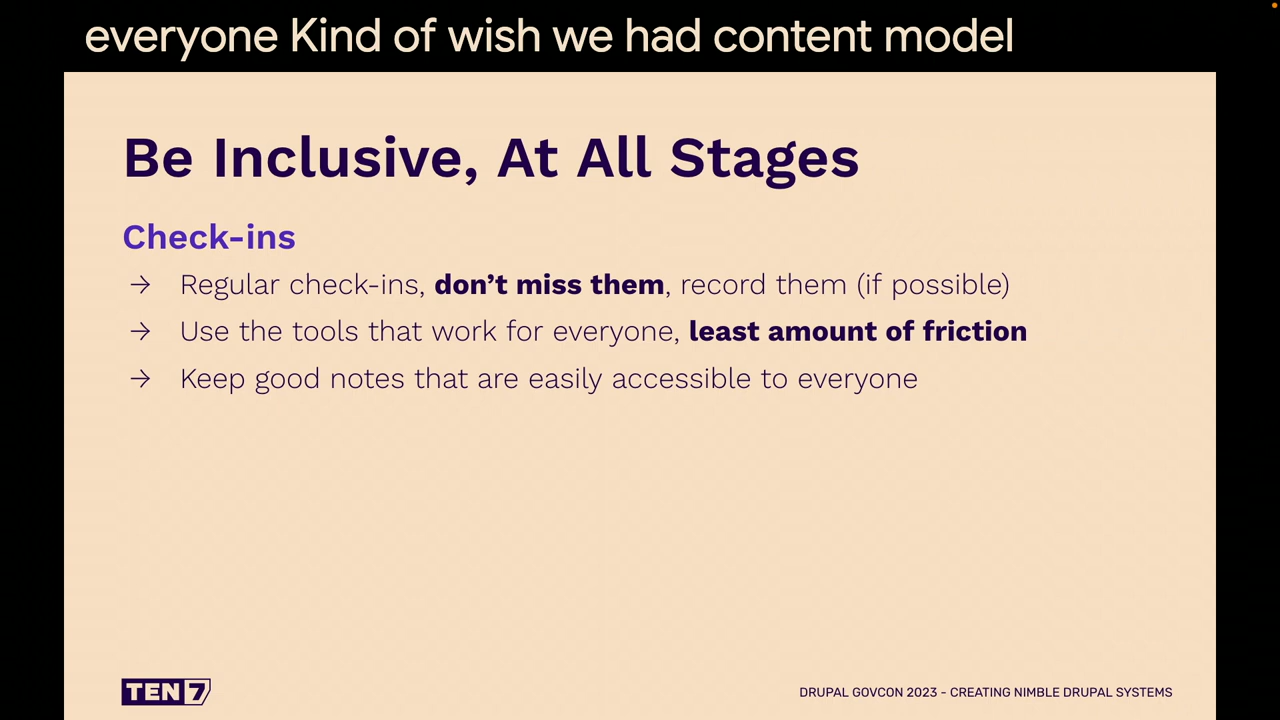 everyone Kind of wish we had content model
Be Inclusive, At All Stages
Check-ins
→ Regular check-ins, don’t miss them, record them (if possible)
→ Use the tools that work for everyone, least amount of friction
→ Keep good notes that are easily accessible to everyone
TEN7
DRUPAL GOVCON 2023 - CREATING NIMBLE DRUPAL SYSTEMS